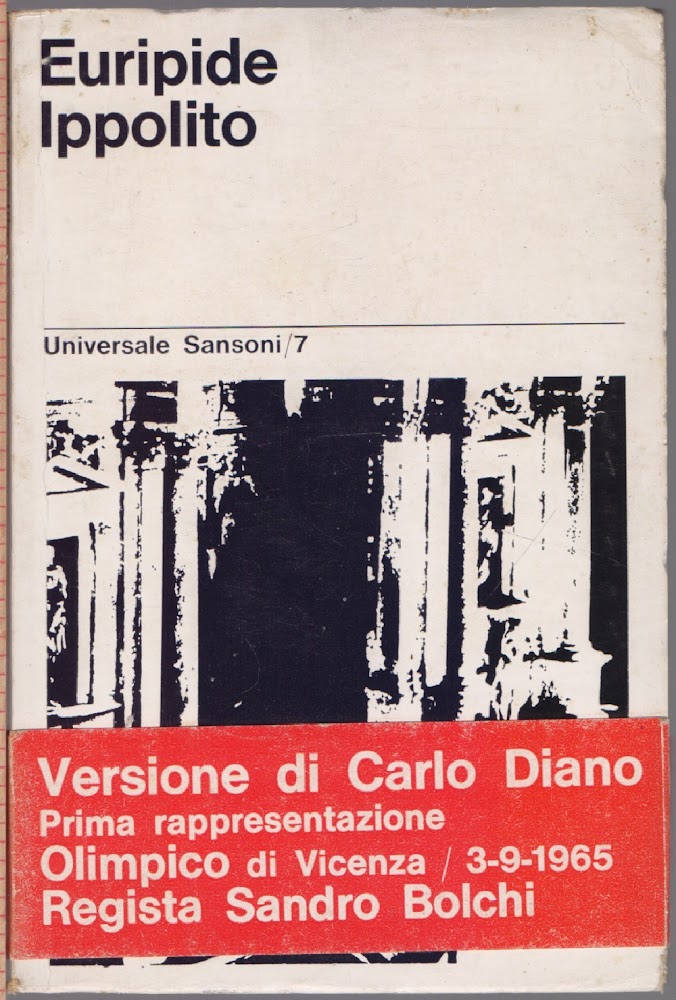 Euripide
Ippolito
Universale Sansoni/7
Versione di Carlo Diano
Prima rappresentazione
Olimpico di Vicenza / 3-9-1965
Regista Sandro Bolchi